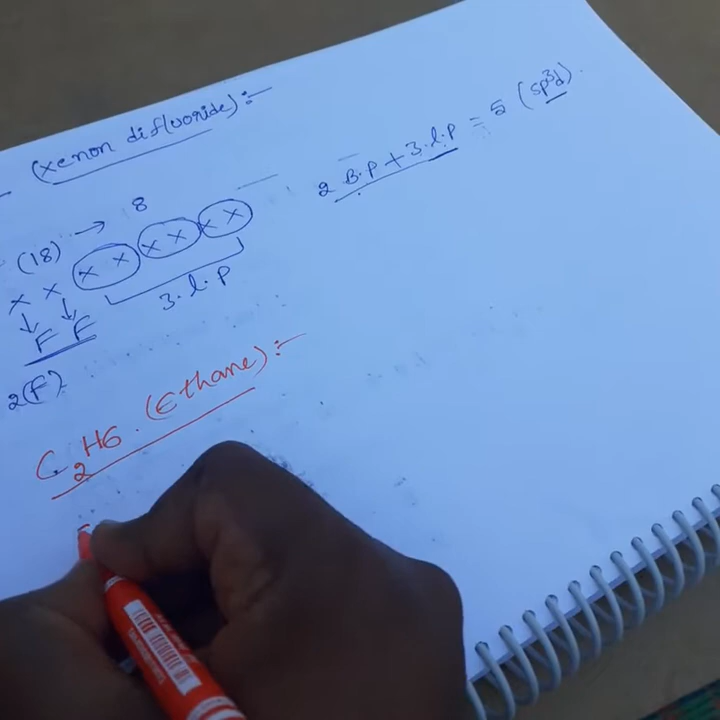 (xenon difluoride):-
2 B.P + 3.l.p = 5 (sp³d).
(18) → 8
x x x x x x x x
↓ ↓ 3.l.p
F F
2(F).
C2H6. (Ethane):-